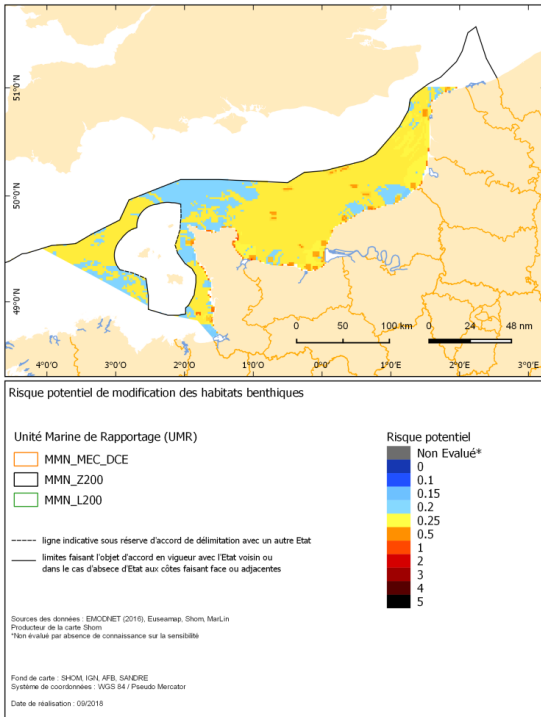 51°0'N
50°0'N
49°0'N
0 50 100 km 0 24 48 nm
4°0'O 3°0'O 2°0'O 1°0'O 0°0'E 1°0'E 2°0'E 3°0'E
Risque potentiel de modification des habitats benthiques
Unité Marine de Rapportage (UMR)
MMN_MEC_DCE
MMN_Z200
MMN_L200
ligne indicative sous réserve d'accord de délimitation avec un autre Etat
limites faisant l'objet d'accord en vigueur avec l'Etat voisin ou
dans le cas d'absece d'Etat aux côtes faisant face ou adjacentes
Risque potentiel
Non Evalué*
0
0.1
0.15
0.2
0.25
0.5
1
2
3
4
5
Sources des données : EMODNET (2016), Euseamap, Shom, MarLin
Producteur de la carte Shom
*Non évalué par absence de connaissance sur la sensibilité
Fond de carte : SHOM, IGN, AFB, SANDRE
Système de coordonnées : WGS 84 / Pseudo Mercator
Date de réalisation : 09/2018